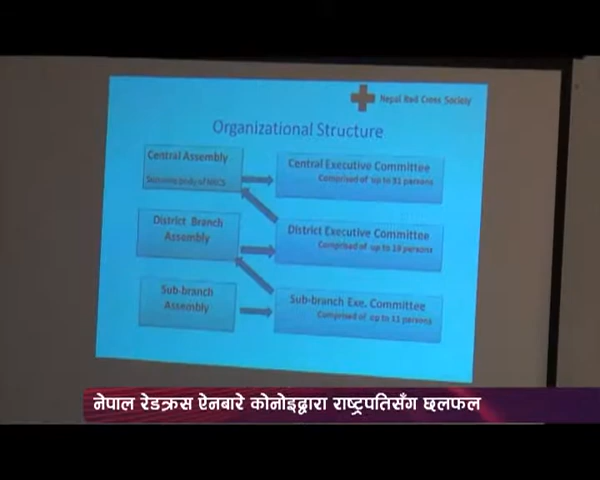 Nepal Red Cross Society
Organizational Structure
Central Assembly
Supreme body of NRCS
Central Executive Committee
Comprised of up to 31 persons
District Branch
Assembly
District Executive Committee
Comprised of up to 19 persons
Sub-branch
Assembly
Sub-branch Exe. Committee
Comprised of up to 11 persons
नेपाल रेडक्रस ऐनबारे कोनोइद्वारा राष्ट्रपतिसँग छलफल